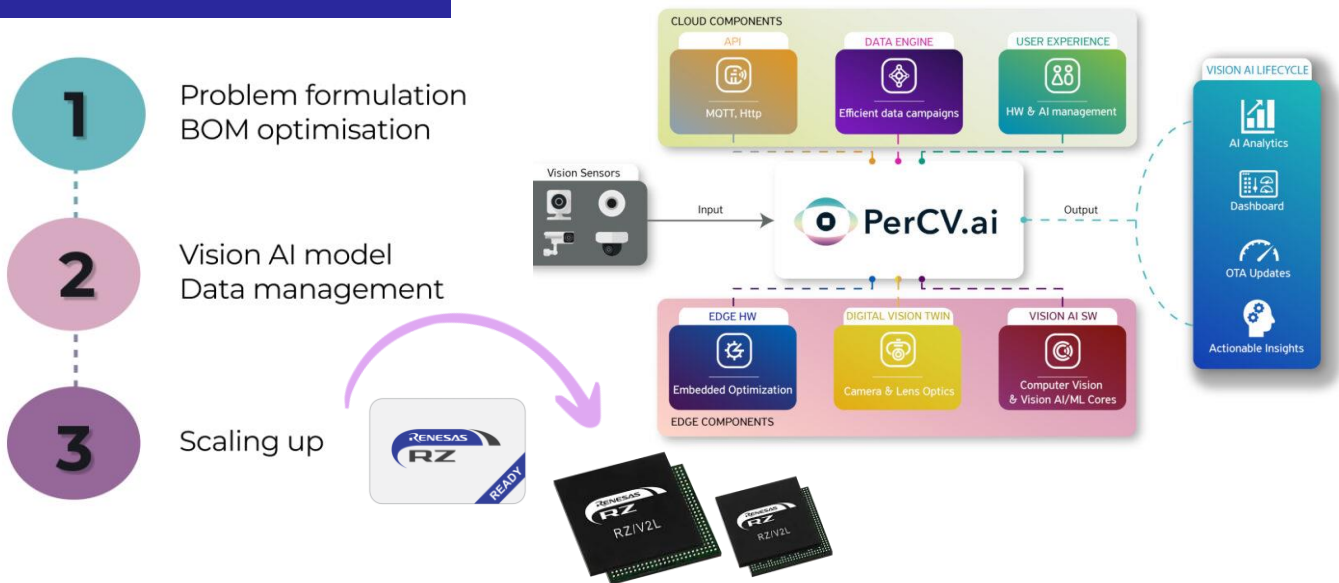 1
Problem formulation
BOM optimisation
2
Vision AI model
Data management
3
Scaling up
RENESAS
RZ
READY
CLOUD COMPONENTS
API
MQTT, Http
DATA ENGINE
Efficient data campaigns
USER EXPERIENCE
HW & AI management
Vision Sensors
Input
PerCV.ai
Output
EDGE HW
Embedded Optimization
DIGITAL VISION TWIN
Camera & Lens Optics
VISION AI SW
Computer Vision
& Vision AI/ML Cores
EDGE COMPONENTS
VISION AI LIFECYCLE
AI Analytics
Dashboard
OTA Updates
Actionable Insights
RENESAS
RZ
RZ/V2L
RENESAS
RZ
RZ/V2L